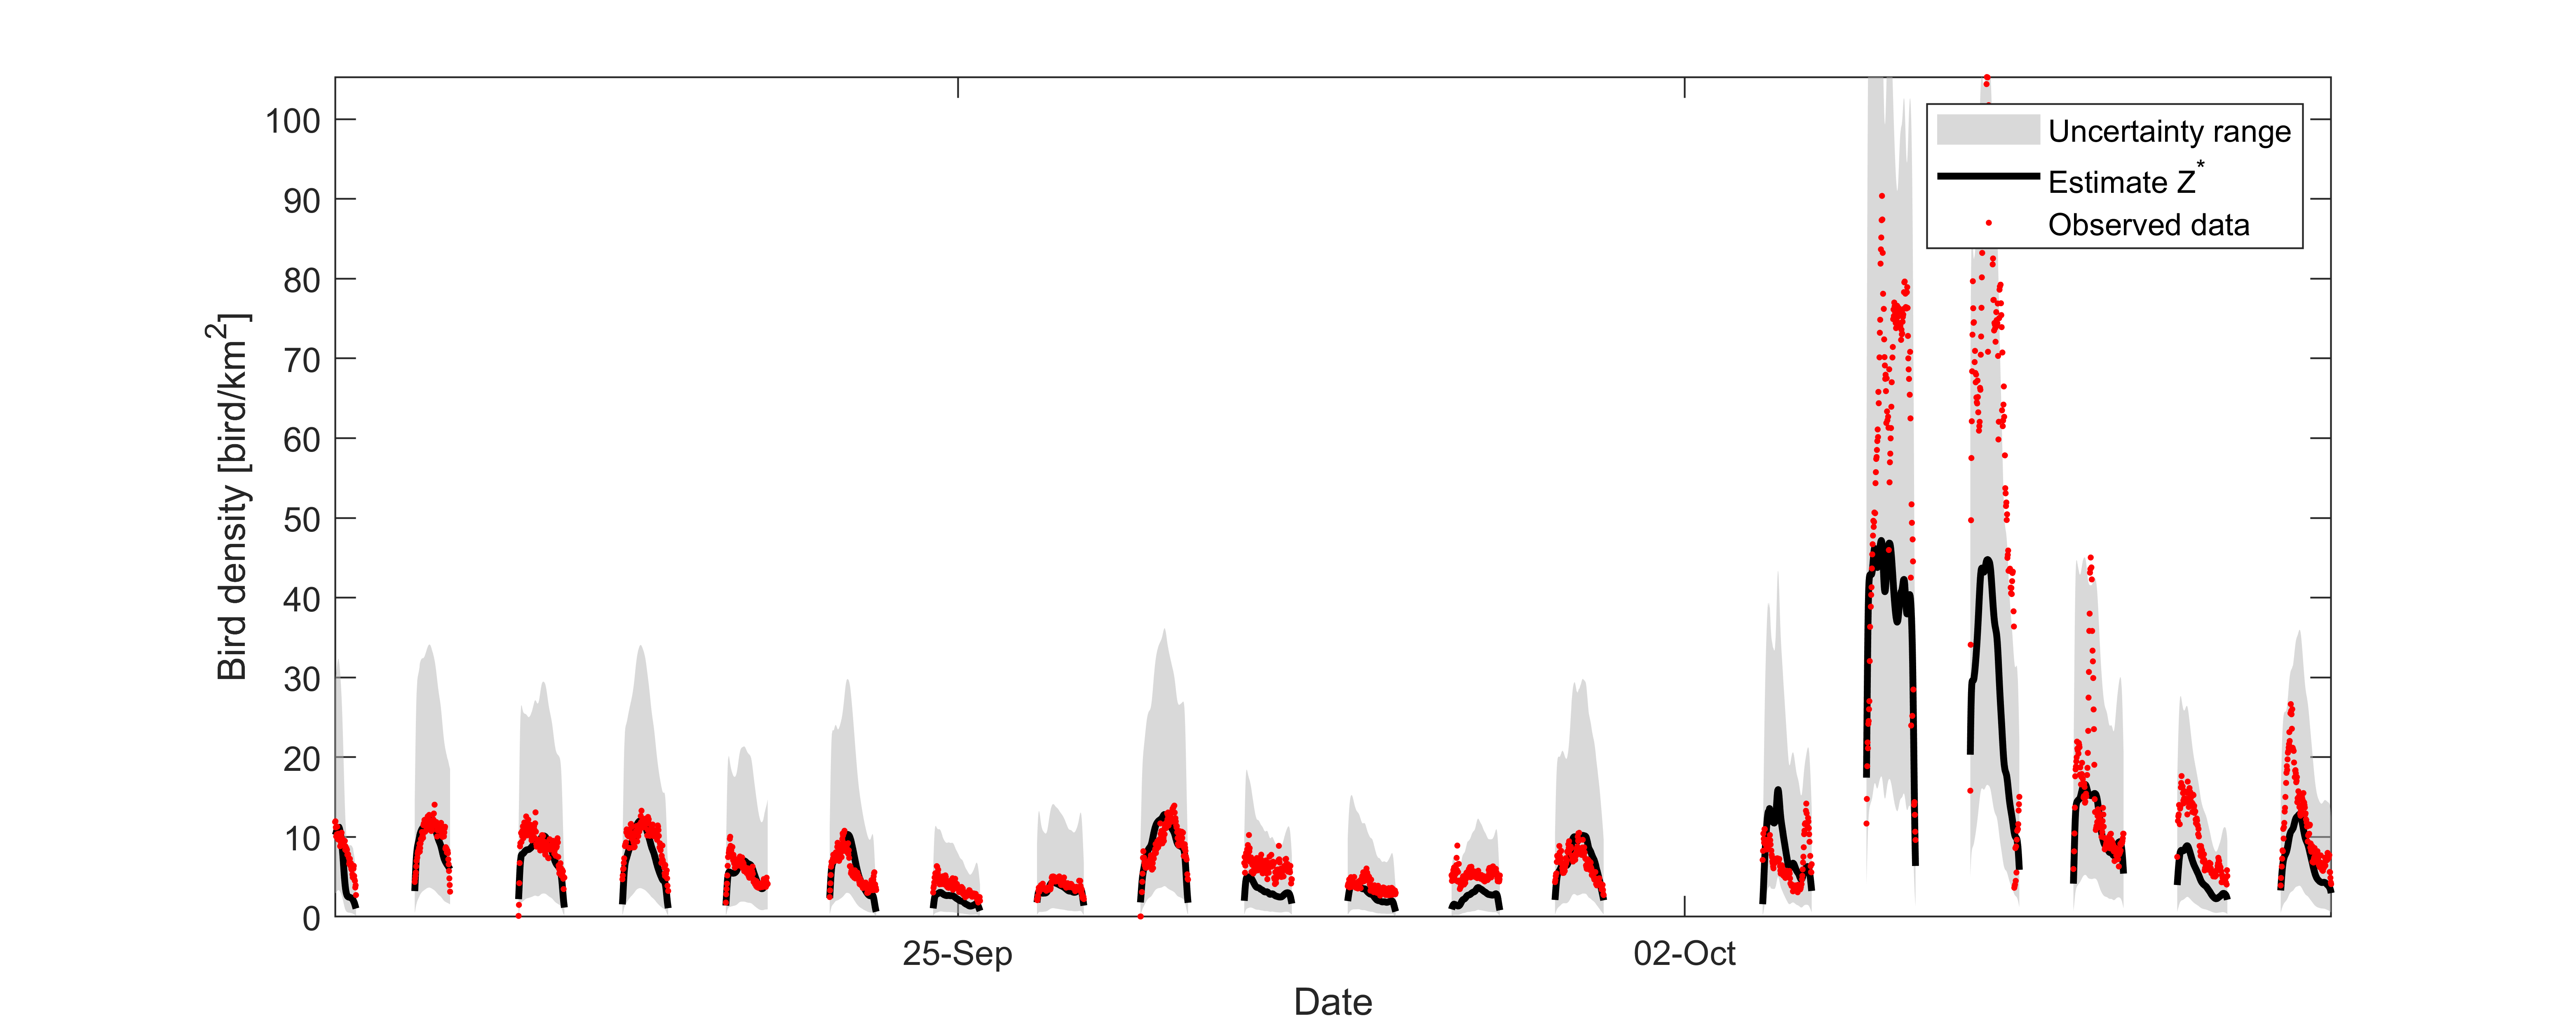 100
90
80
70
60
50
40
30
20
10
0
Bird density [bird/km²]
25-Sep
02-Oct
Date
Uncertainty range
Estimate Z*
Observed data